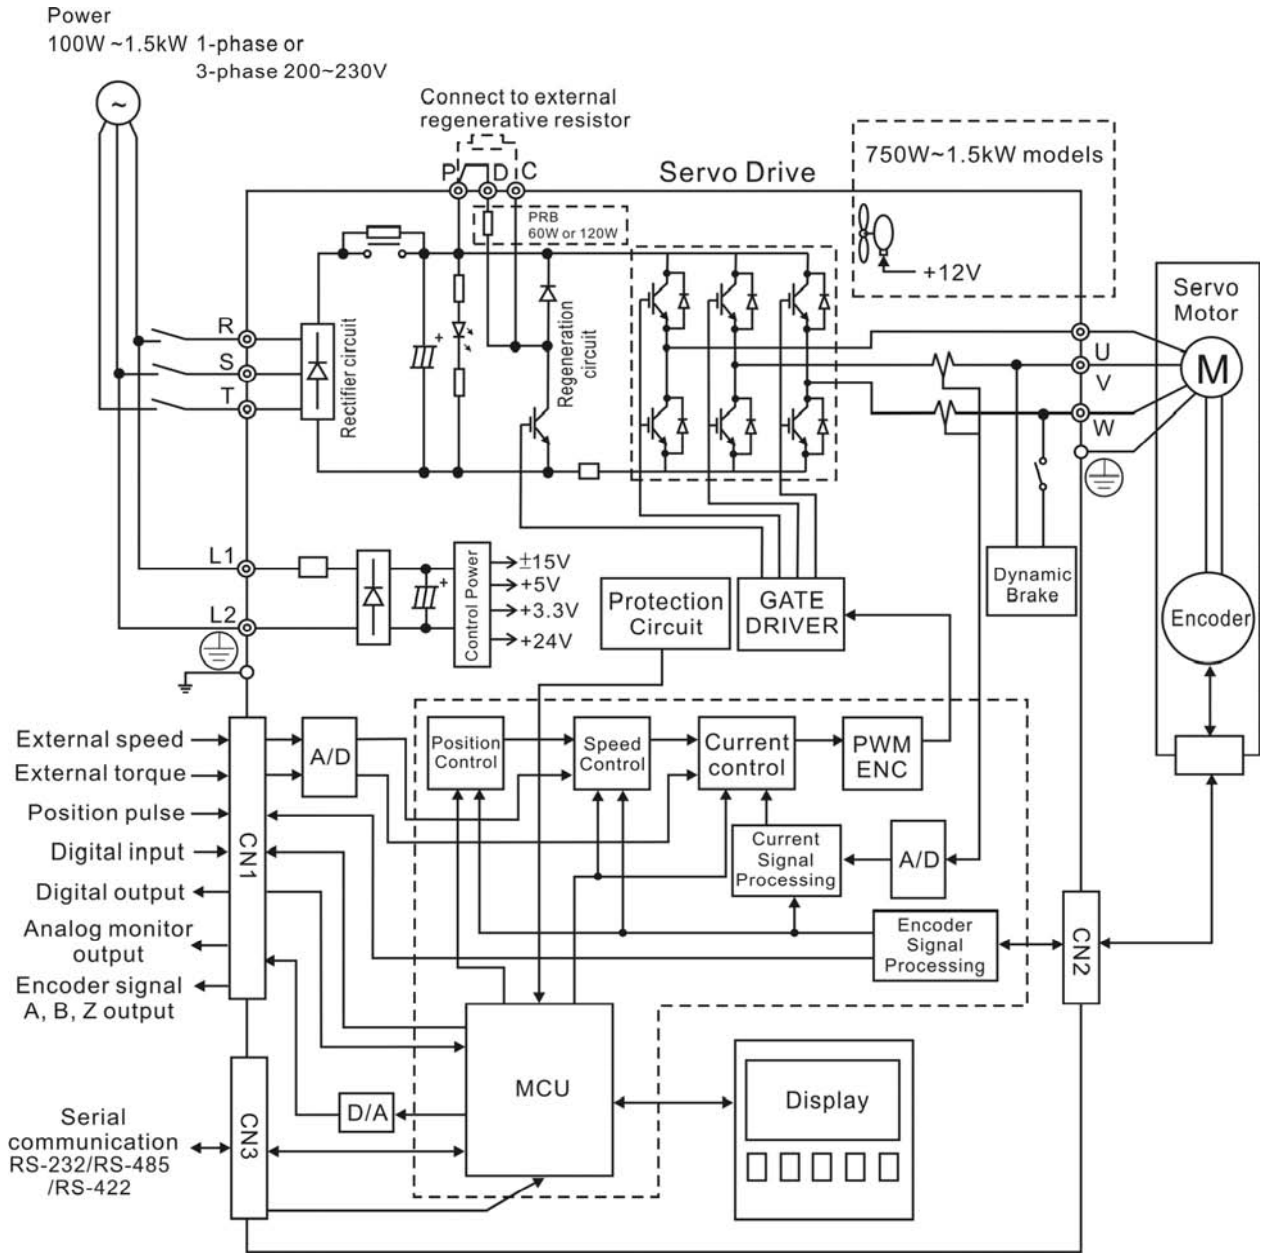 Power
100W ~1.5kW 1-phase or
3-phase 200~230V
~
Connect to external
regenerative resistor
P D C
Servo Drive
750W~1.5kW models
+12V
PRB
60W or 120W
Servo
Motor
M
R
S
T
Rectifier circuit
+
Regeneration
circuit
U
V
W
L1
L2
+
Control Power
±15V
+5V
+3.3V
+24V
Protection
Circuit
GATE
DRIVER
Dynamic
Brake
Encoder
External speed
External torque
Position pulse
Digital input
Digital output
Analog monitor
output
Encoder signal
A, B, Z output
CN1
A/D
Position
Control
Speed
Control
Current
control
PWM
ENC
Current
Signal
Processing
A/D
Encoder
Signal
Processing
CN2
MCU
D/A
Display
Serial
communication
RS-232/RS-485
/RS-422
CN3